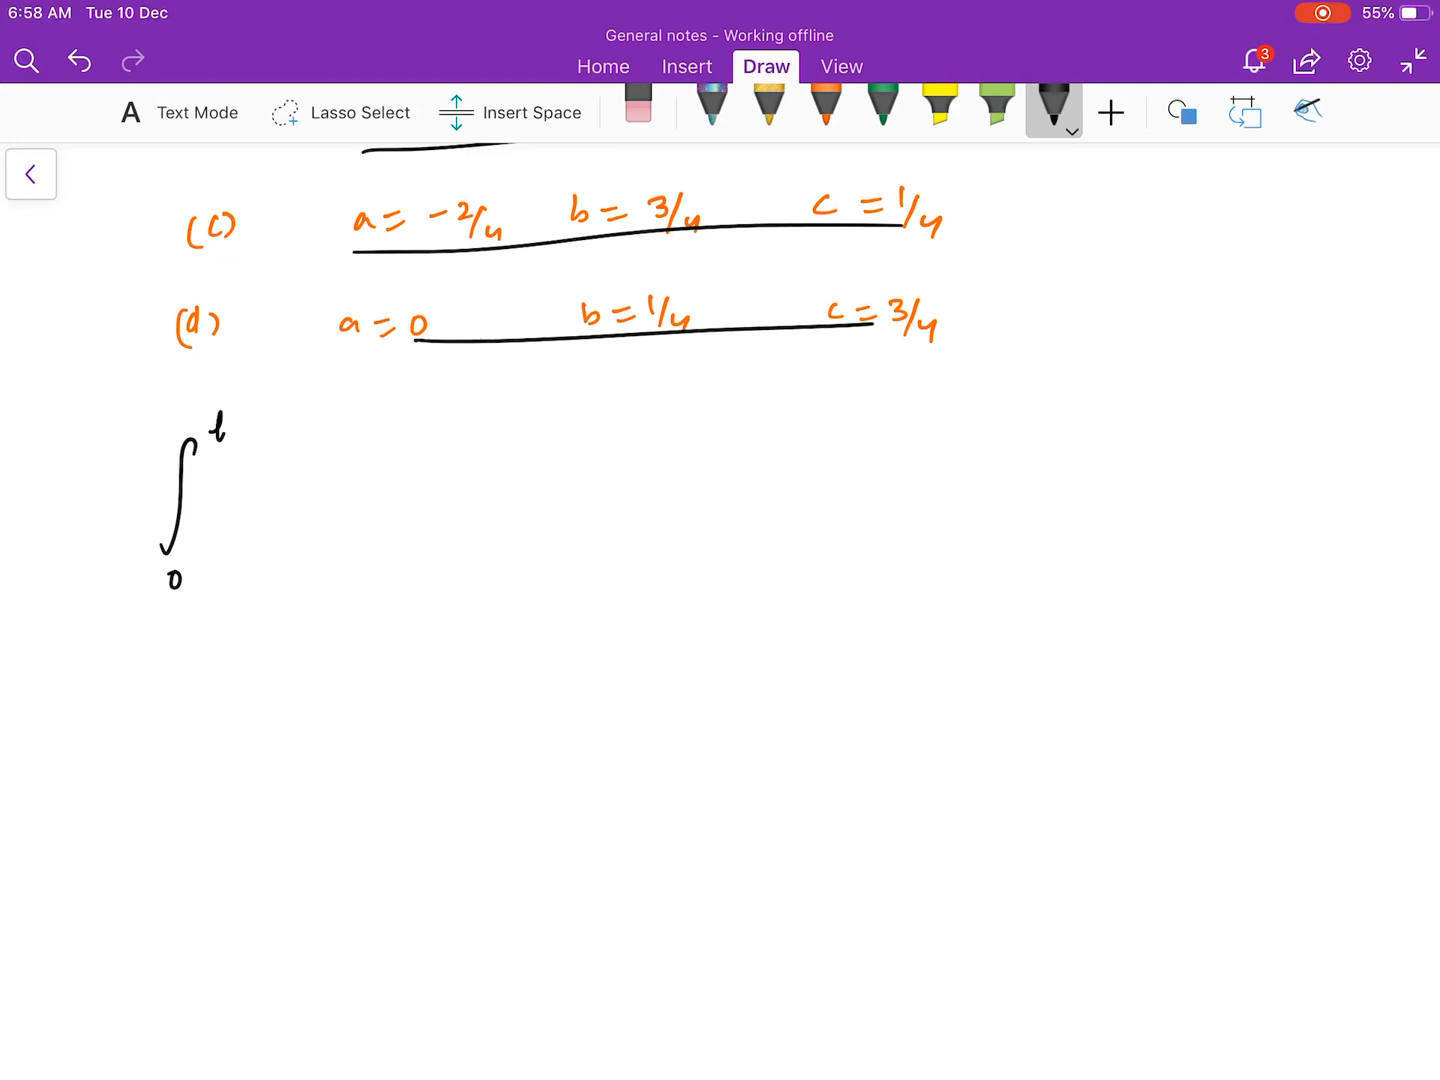 6:58 AM Tue 10 Dec
55%
General notes - Working offline
Home Insert Draw View
3
A Text Mode Lasso Select Insert Space
(c) a = -2/4 b = 3/4 c = 1/4
(d) a = 0 b = 1/4 c = 3/4
∫
0